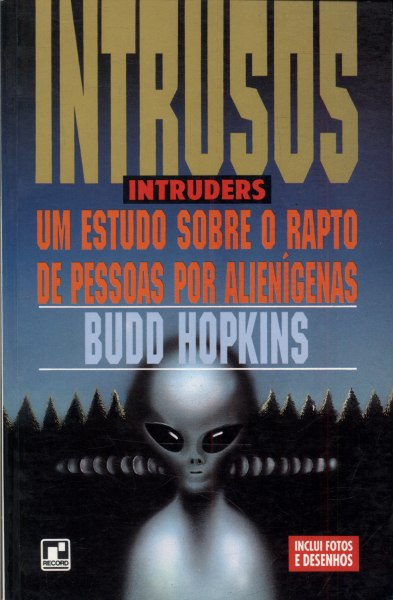 INTRUSOS
INTRUDERS
UM ESTUDO SOBRE O RAPTO
DE PESSOAS POR ALIENÍGENAS
BUDD HOPKINS
RECORD
INCLUI FOTOS
E DESENHOS